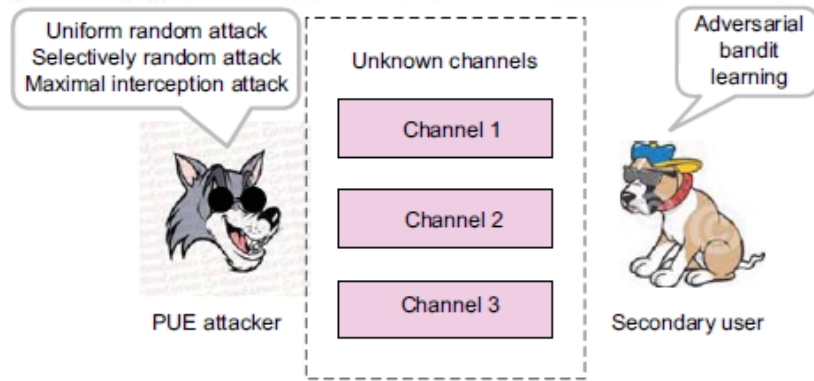 Uniform random attack
Selectively random attack
Maximal interception attack
Unknown channels
Adversarial
bandit
learning
Channel 1
Channel 2
Channel 3
PUE attacker
Secondary user